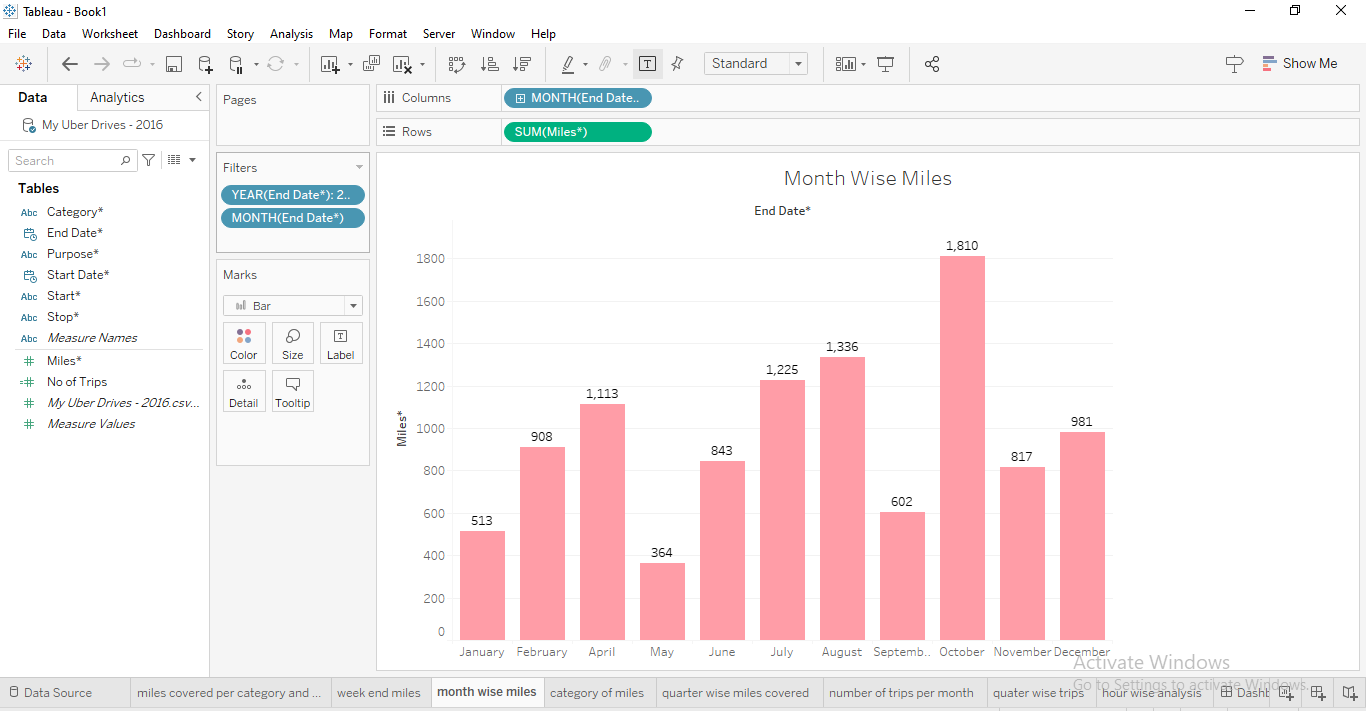 Tableau - Book1
File Data Worksheet Dashboard Story Analysis Map Format Server Window Help
Standard
Show Me
Data Analytics
My Uber Drives - 2016
Search
Tables
Abc Category*
End Date*
Abc Purpose*
Start Date*
Abc Start*
Abc Stop*
Abc Measure Names
Miles*
No of Trips
My Uber Drives - 2016.csv...
Measure Values
Pages
Filters
YEAR(End Date*): 2..
MONTH(End Date*)
Marks
Bar
Color Size Label
Detail Tooltip
Columns MONTH(End Date..
Rows SUM(Miles*)
Month Wise Miles
End Date*
Miles*
1800
1600
1400
1200
1000
800
600
400
200
0
513
908
1,113
364
843
1,225
1,336
602
1,810
817
981
January February April May June July August Septemb.. October November December
Activate Windows
Go to Settings to activate Windows.
Data Source miles covered per category and ... week end miles month wise miles category of miles quarter wise miles covered number of trips per month quater wise trips hour wise analysis Dashb